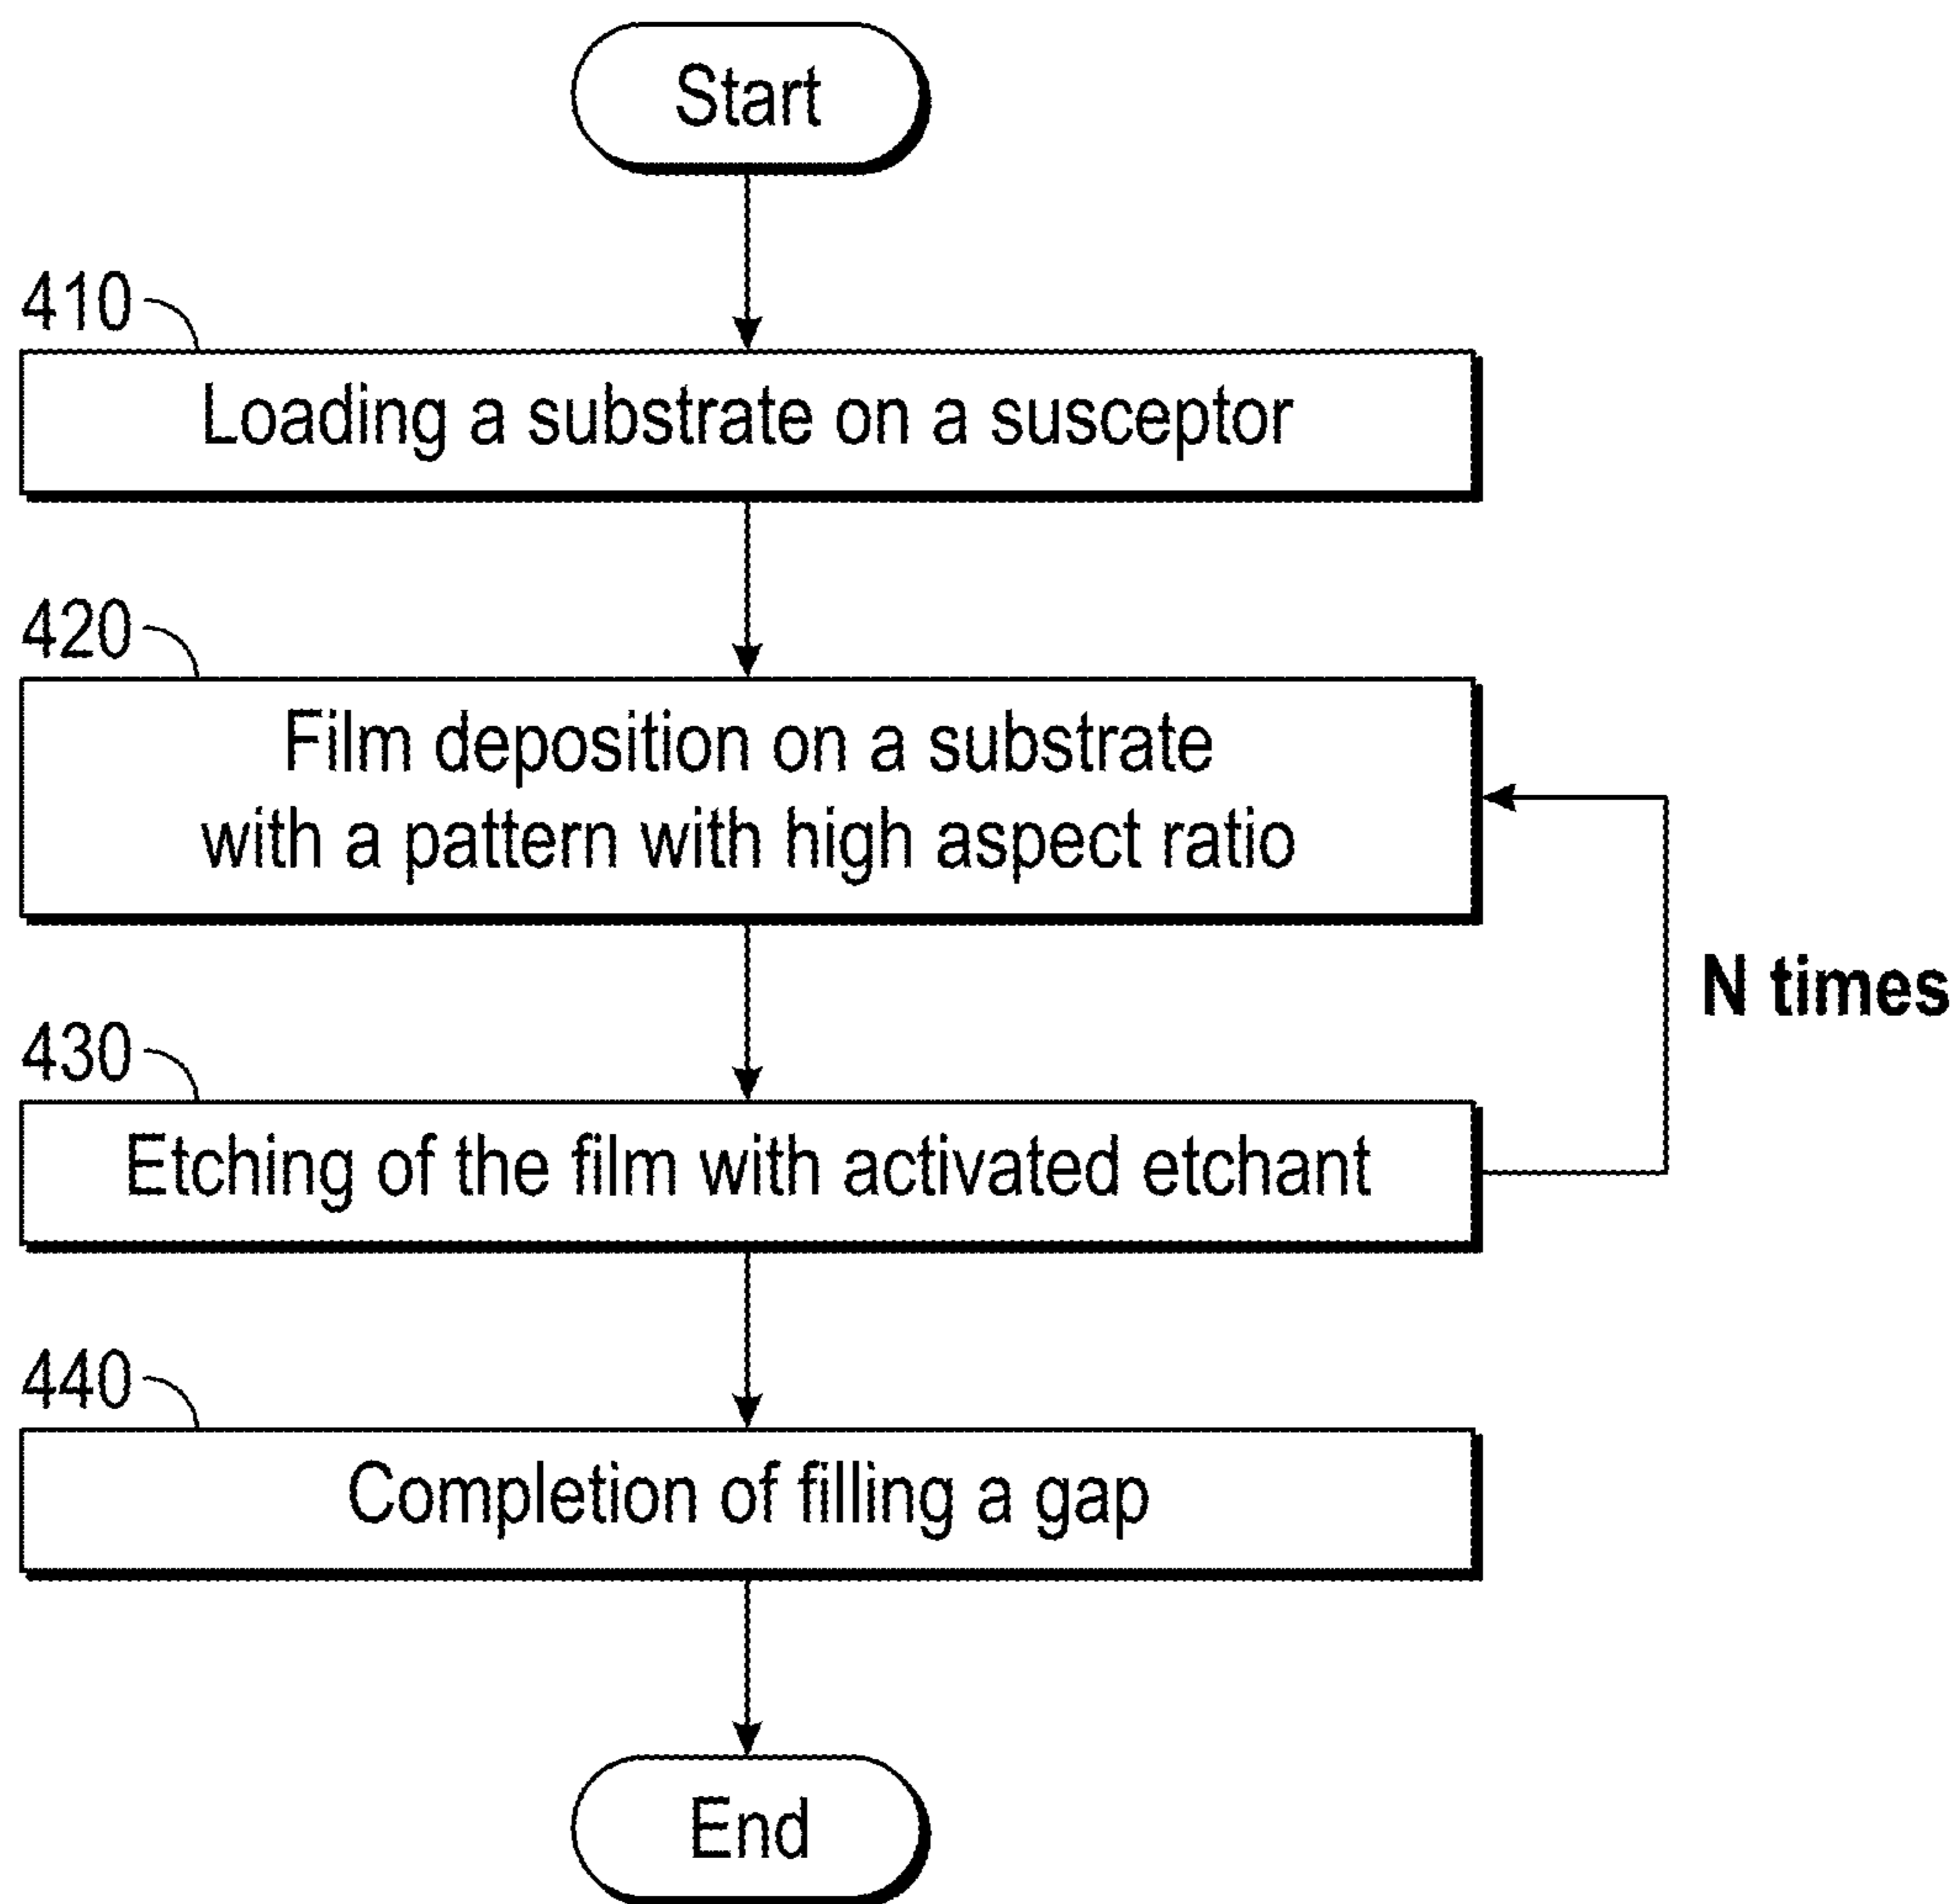 Start
410
Loading a substrate on a susceptor
420
Film deposition on a substrate
with a pattern with high aspect ratio
N times
430
Etching of the film with activated etchant
440
Completion of filling a gap
End